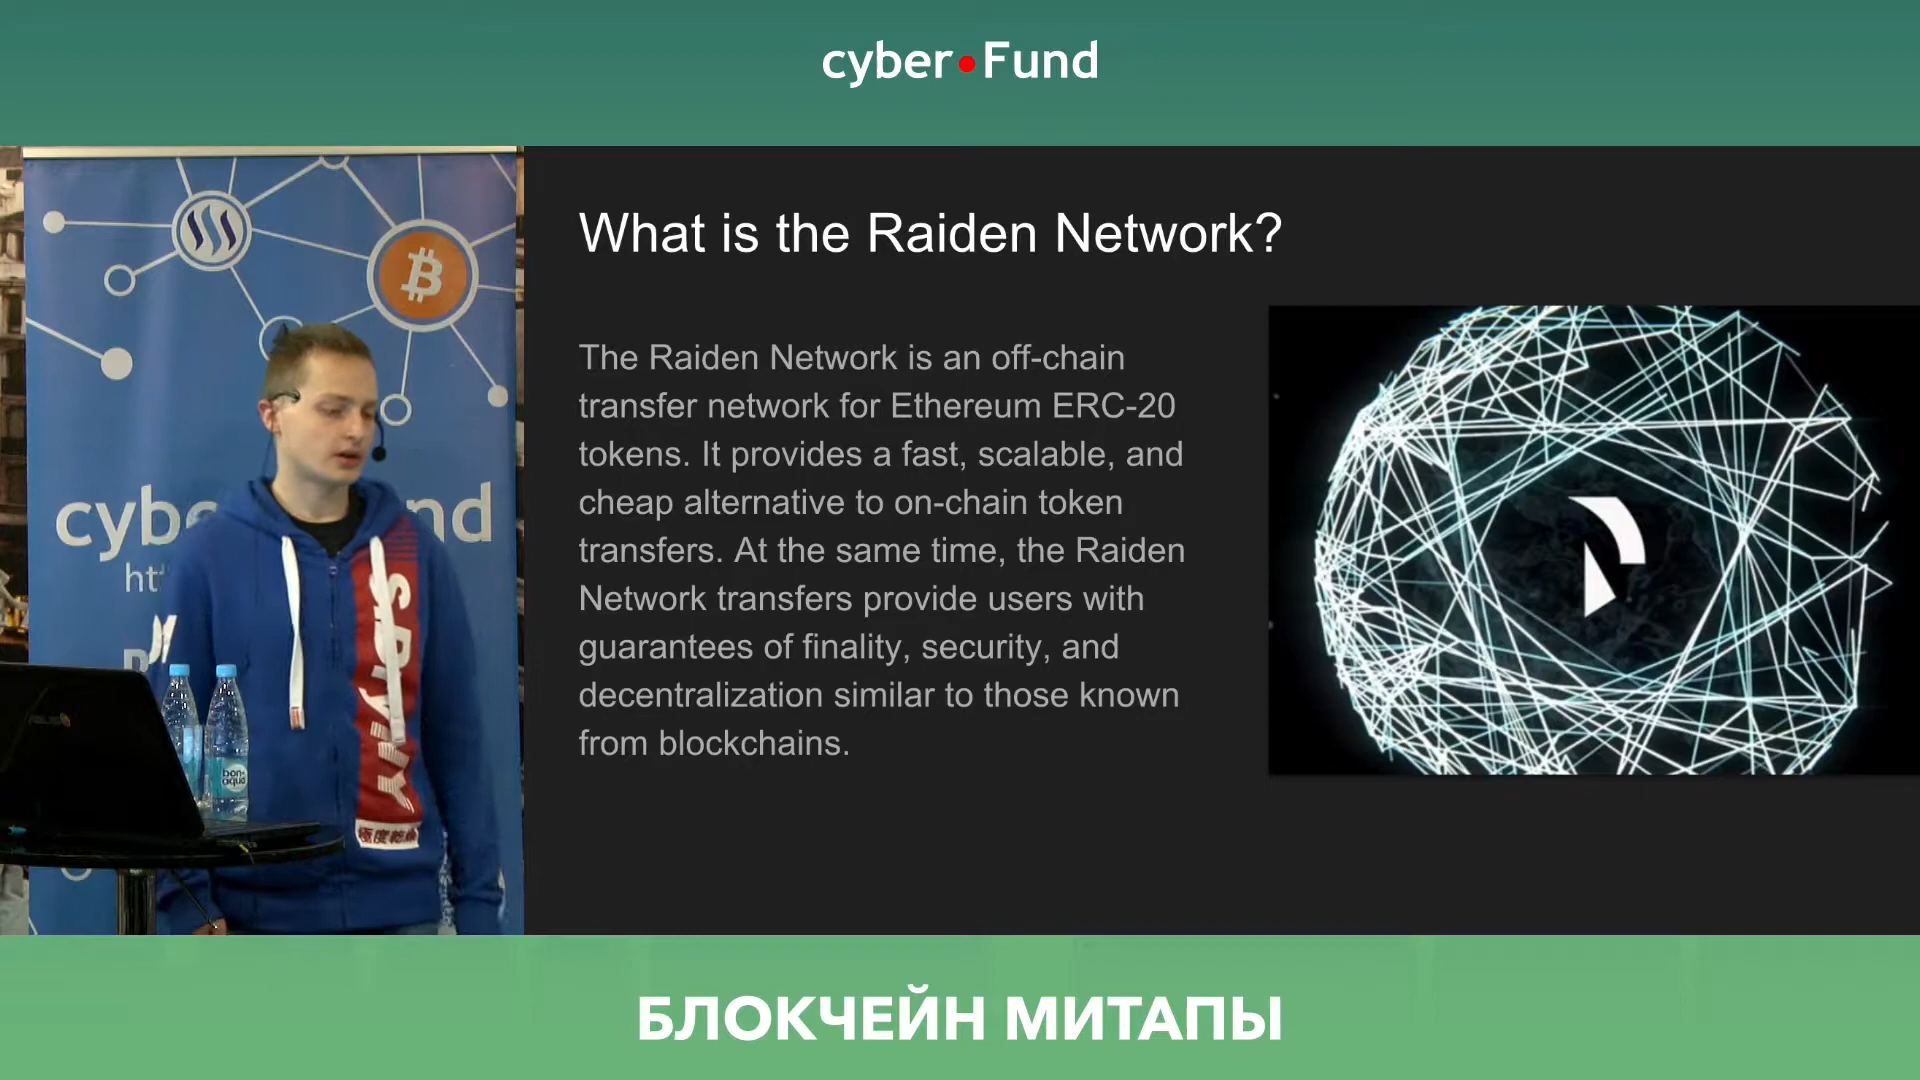 cyber•Fund
What is the Raiden Network?
The Raiden Network is an off-chain
transfer network for Ethereum ERC-20
tokens. It provides a fast, scalable, and
cheap alternative to on-chain token
transfers. At the same time, the Raiden
Network transfers provide users with
guarantees of finality, security, and
decentralization similar to those known
from blockchains.
bon
aqua
БЛОКЧЕЙН МИТАПЫ